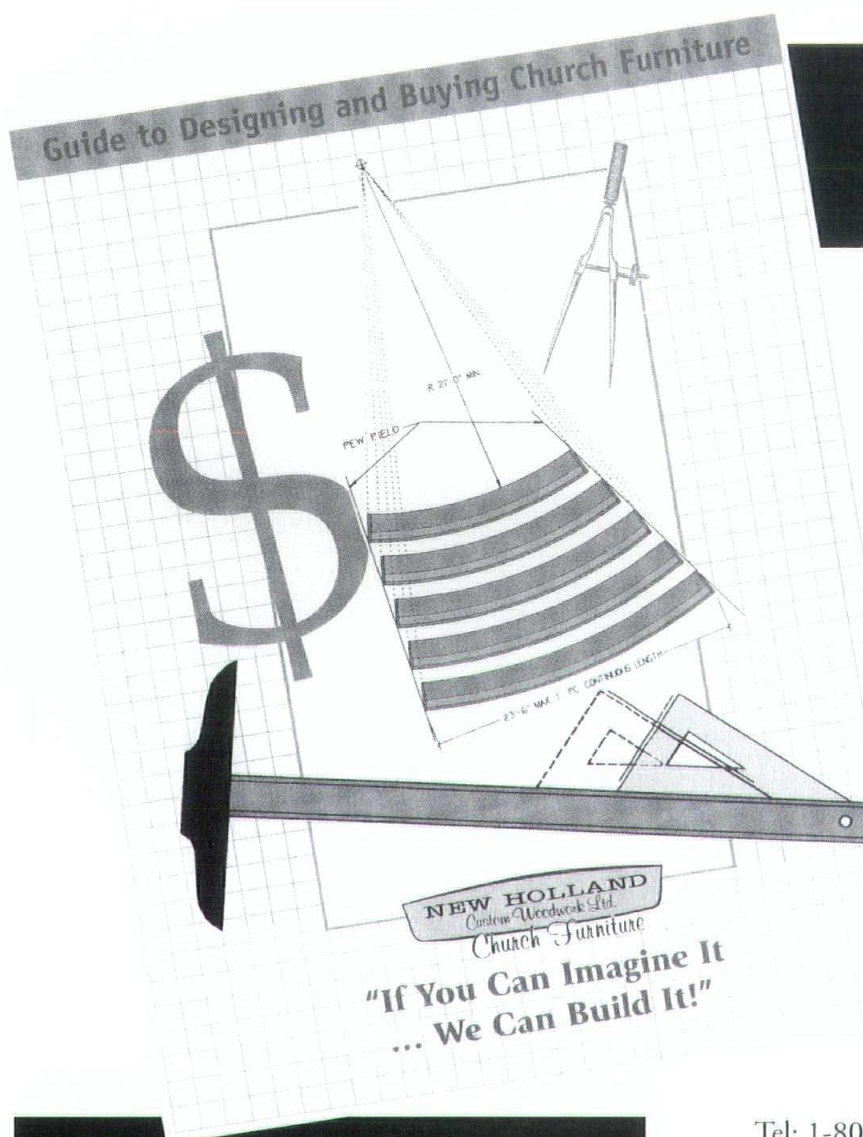 Guide to Designing and Buying Church Furniture
R 21'-0" MIN.
PEW FIELD
23'-6" MAX 1 PC CONTINUOUS LENGTH
NEW HOLLAND
Custom Woodwork Ltd.
Church Furniture
"If You Can Imagine It
... We Can Build It!"
Tel: 1-80